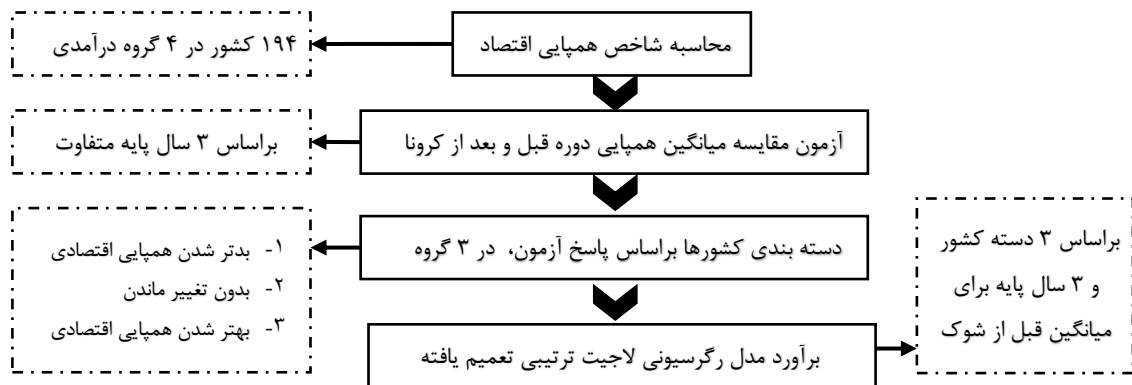 محاسبه شاخص همپایی اقتصاد
۱۹۴ کشور در ۴ گروه درآمدی
آزمون مقایسه میانگین همپایی دوره قبل و بعد از کرونا
براساس ۳ سال پایه متفاوت
دسته بندی کشورها براساس پاسخ آزمون، در ۳ گروه
۱- بدتر شدن همپایی اقتصادی
۲- بدون تغییر ماندن
۳- بهتر شدن همپایی اقتصادی
برآورد مدل رگرسیونی لاجیت ترتیبی تعمیم یافته
براساس ۳ دسته کشور
و ۳ سال پایه برای
میانگین قبل از شوک